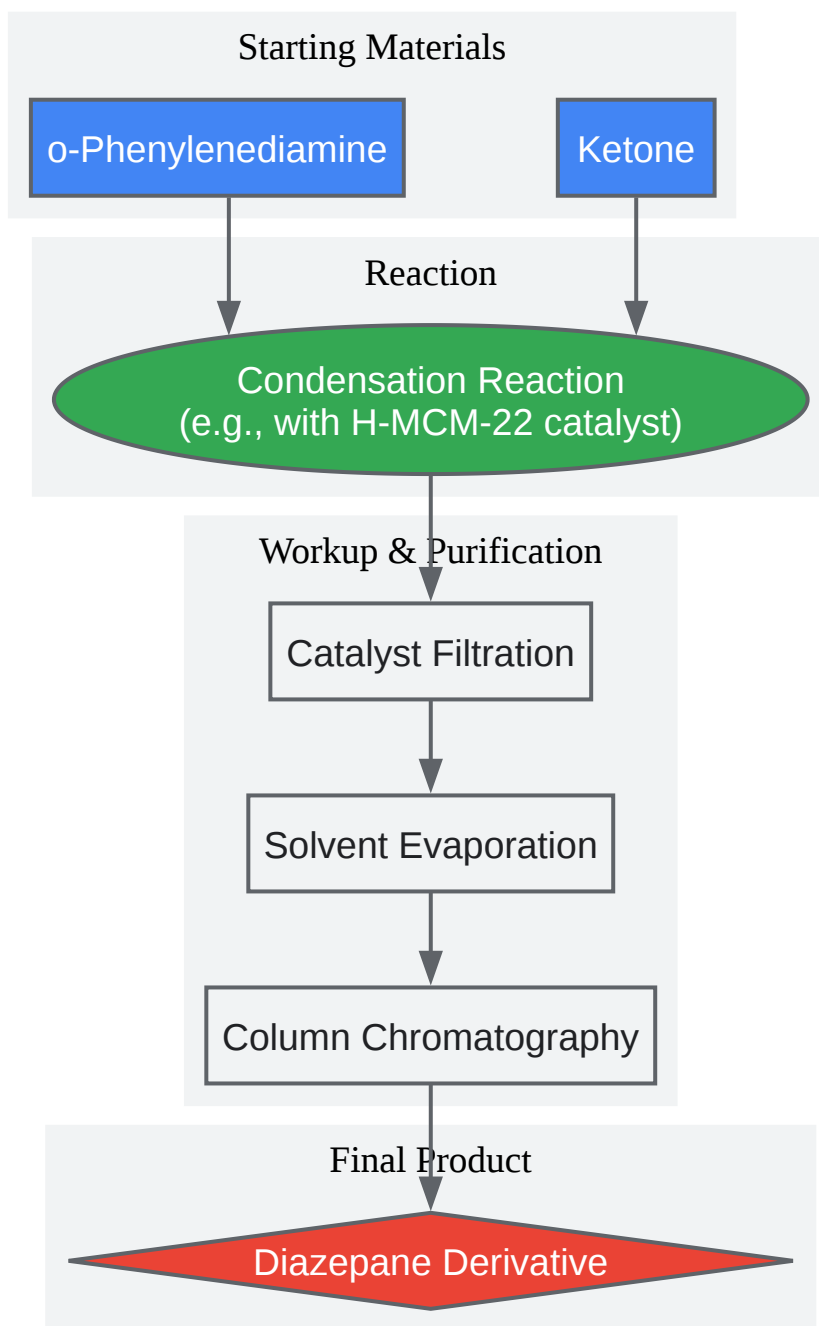 Starting Materials
o-Phenylenediamine
Ketone
Reaction
Condensation Reaction
(e.g., with H-MCM-22 catalyst)
Workup & Purification
Catalyst Filtration
Solvent Evaporation
Column Chromatography
Final Product
Diazepane Derivative